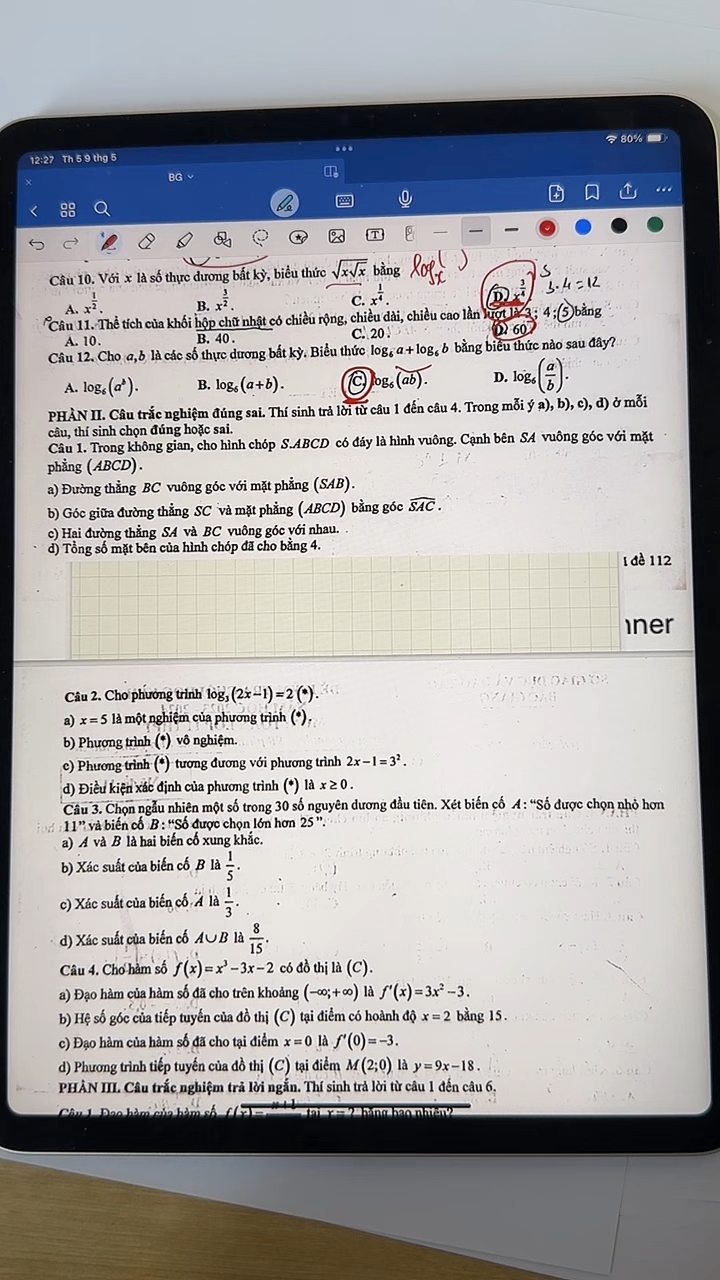 12:27 Th 5 9 thg 5
80%
BG
Câu 10. Với x là số thực dương bất kỳ, biểu thức √(x√x) bằng
log_x
A. x^(1/2).
B. x^(3/2).
C. x^(1/4).
D. x^(3/4)
3.4=12
Câu 11. Thể tích của khối hộp chữ nhật có chiều rộng, chiều dài, chiều cao lần lượt là 3; 4; 5 bằng
A. 10.
B. 40.
C. 20.
D. 60
Câu 12. Cho a,b là các số thực dương bất kỳ. Biểu thức log₆ a + log₆ b bằng biểu thức nào sau đây?
A. log₆(aᵇ).
B. log₆(a+b).
C. log₆(ab).
D. log₆(a/b).
PHẦN II. Câu trắc nghiệm đúng sai. Thí sinh trả lời từ câu 1 đến câu 4. Trong mỗi ý a), b), c), d) ở mỗi
câu, thí sinh chọn đúng hoặc sai.
Câu 1. Trong không gian, cho hình chóp S.ABCD có đáy là hình vuông. Cạnh bên SA vuông góc với mặt
phẳng (ABCD).
a) Đường thẳng BC vuông góc với mặt phẳng (SAB).
b) Góc giữa đường thẳng SC và mặt phẳng (ABCD) bằng góc SAC.
c) Hai đường thẳng SA và BC vuông góc với nhau.
d) Tổng số mặt bên của hình chóp đã cho bằng 4.
đề 112
nner
Câu 2. Cho phương trình log₃(2x−1)=2 (*).
a) x=5 là một nghiệm của phương trình (*).
b) Phương trình (*) vô nghiệm.
c) Phương trình (*) tương đương với phương trình 2x−1=3².
d) Điều kiện xác định của phương trình (*) là x≥0.
Câu 3. Chọn ngẫu nhiên một số trong 30 số nguyên dương đầu tiên. Xét biến cố A: “Số được chọn nhỏ hơn
11” và biến cố B: “Số được chọn lớn hơn 25”.
a) A và B là hai biến cố xung khắc.
b) Xác suất của biến cố B là 1/5.
c) Xác suất của biến cố A là 1/3.
d) Xác suất của biến cố A∪B là 8/15.
Câu 4. Cho hàm số f(x)=x³−3x−2 có đồ thị là (C).
a) Đạo hàm của hàm số đã cho trên khoảng (−∞;+∞) là f'(x)=3x²−3.
b) Hệ số góc của tiếp tuyến của đồ thị (C) tại điểm có hoành độ x=2 bằng 15.
c) Đạo hàm của hàm số đã cho tại điểm x=0 là f'(0)=−3.
d) Phương trình tiếp tuyến của đồ thị (C) tại điểm M(2;0) là y=9x−18.
PHẦN III. Câu trắc nghiệm trả lời ngắn. Thí sinh trả lời từ câu 1 đến câu 6.
Câu 1. Đạo hàm của hàm số f(x)= tại x=2 bằng bao nhiêu?